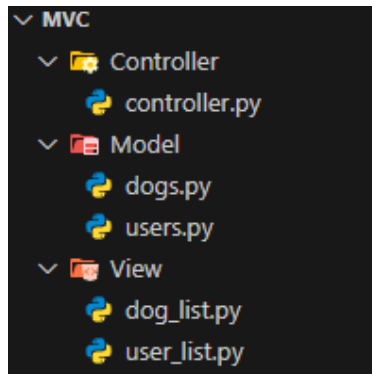 MVC
Controller
controller.py
Model
dogs.py
users.py
View
dog_list.py
user_list.py